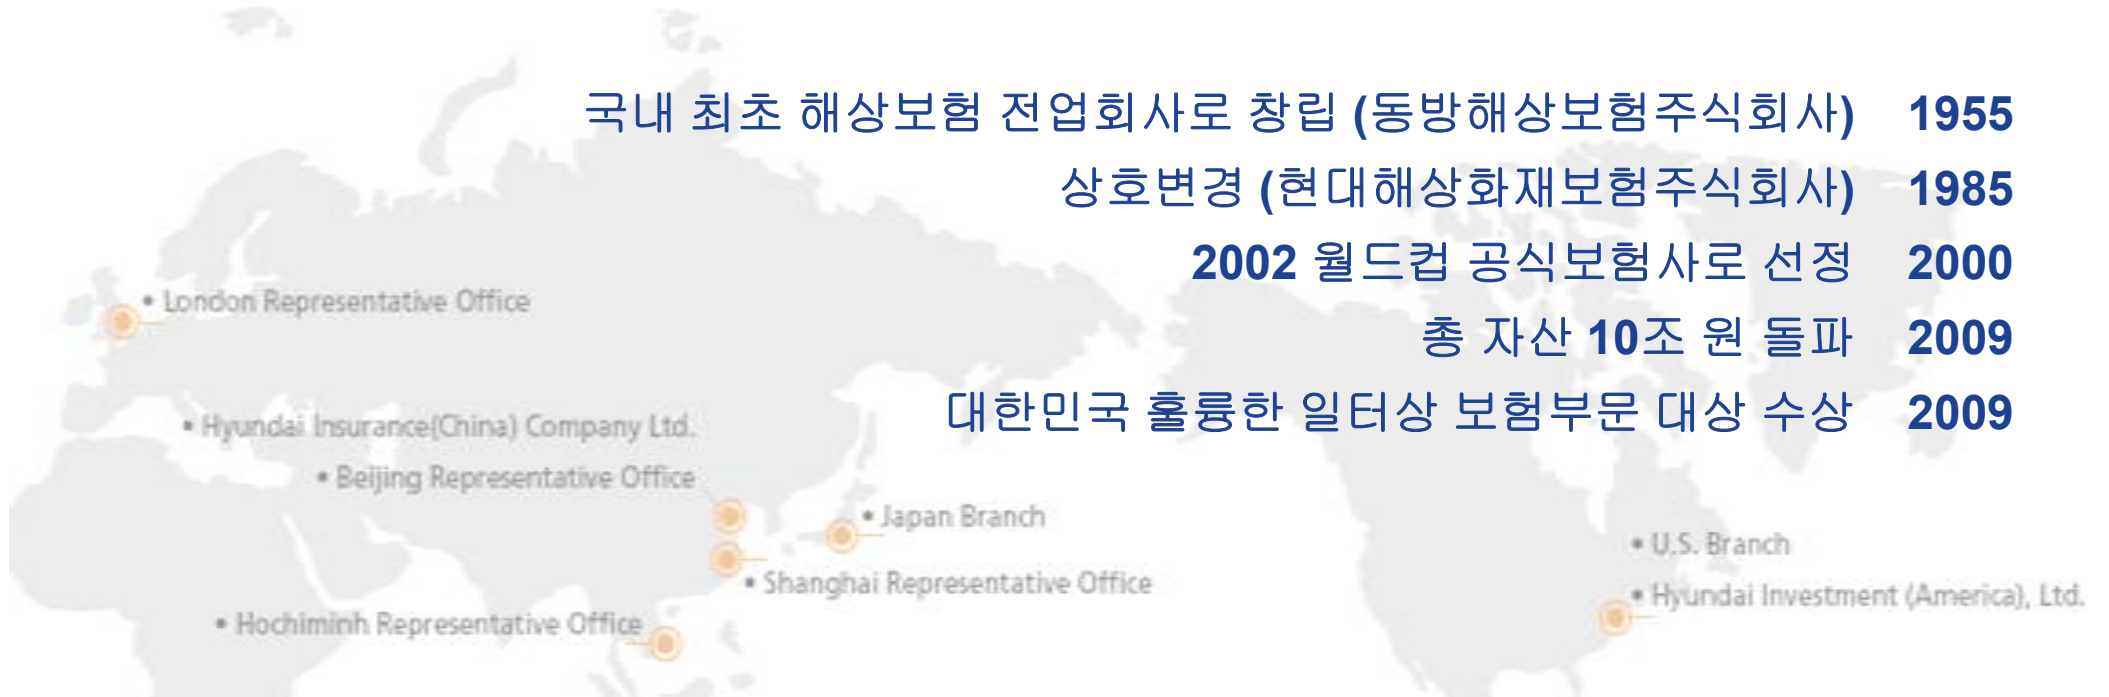 국내 최초 해상보험 전업회사로 창립 (동방해상보험주식회사) 1955
상호변경 (현대해상화재보험주식회사) 1985
2002 월드컵 공식보험사로 선정 2000
총 자산 10조 원 돌파 2009
대한민국 훌륭한 일터상 보험부문 대상 수상 2009
• London Representative Office
• Hyundai Insurance(China) Company Ltd.
• Beijing Representative Office
• Japan Branch
• Shanghai Representative Office
• Hochiminh Representative Office
• U.S. Branch
• Hyundai Investment (America), Ltd.